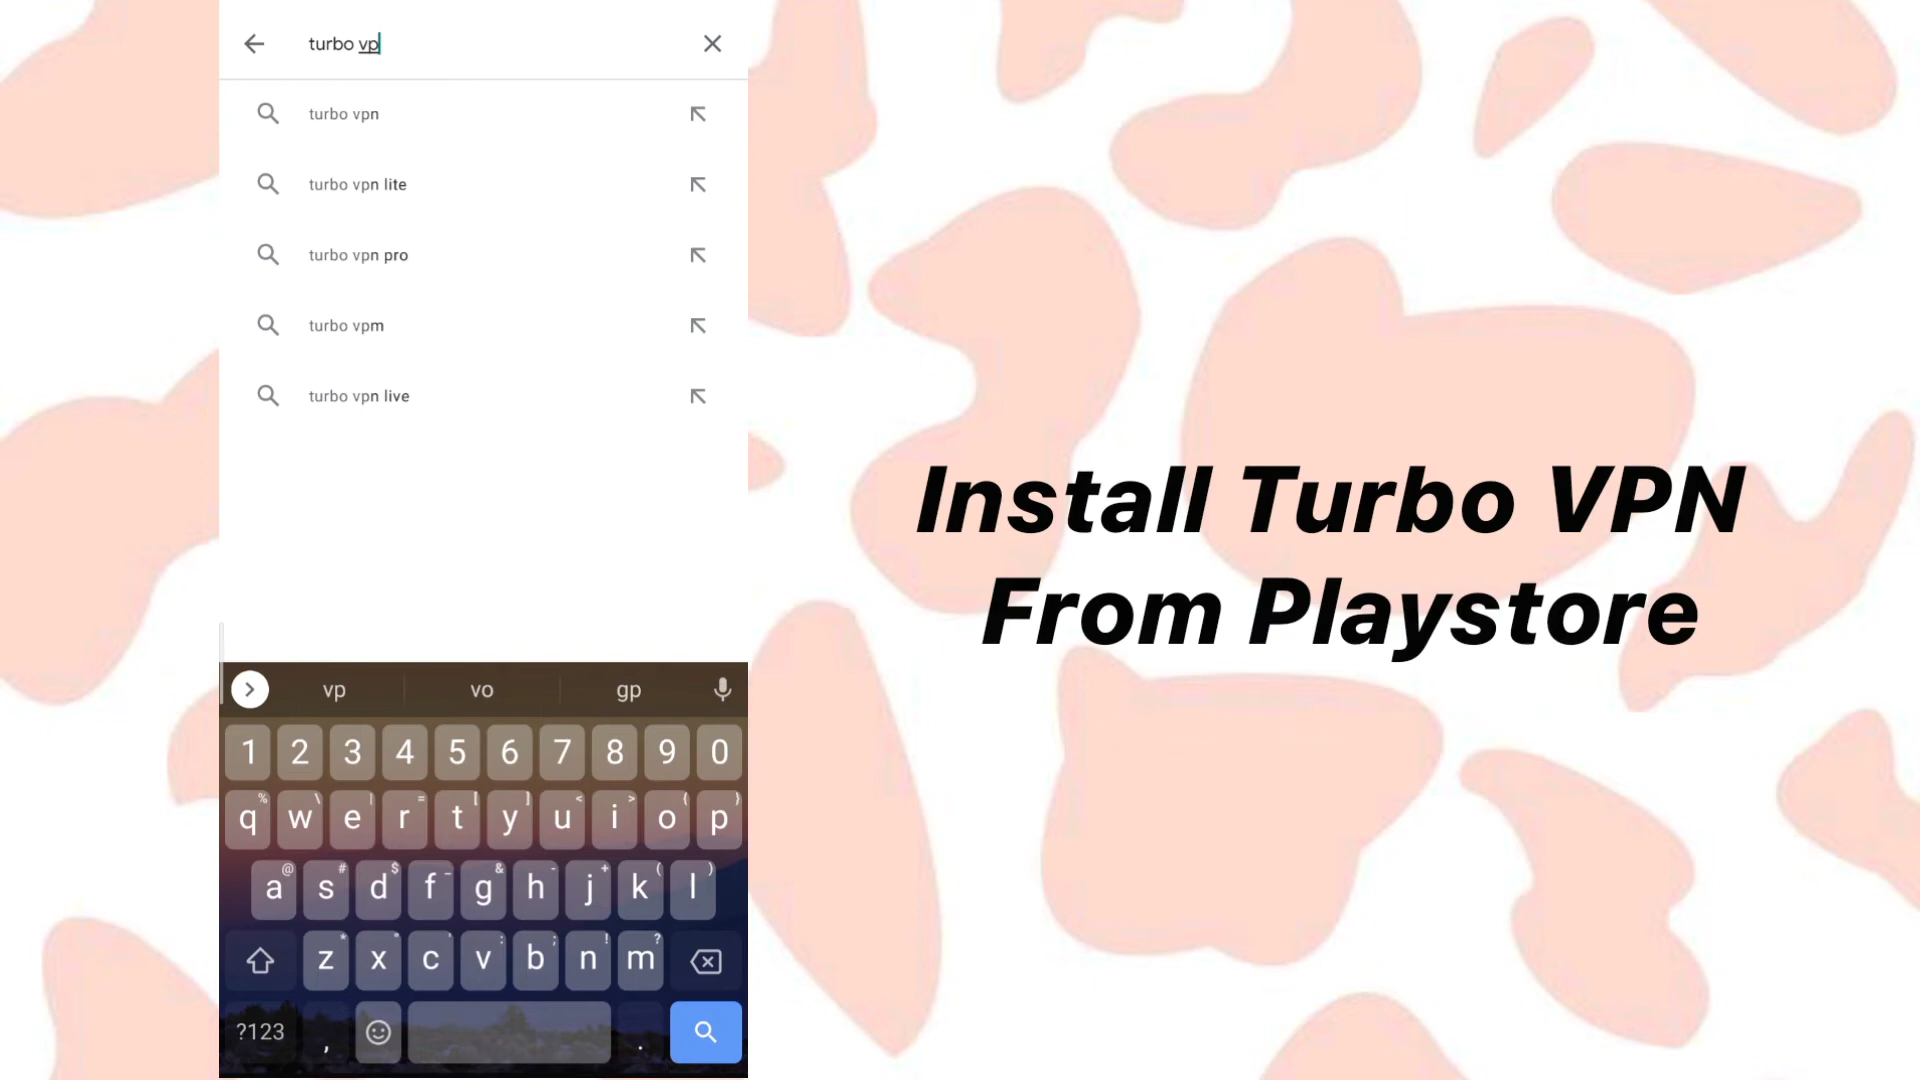 turbo vp
turbo vpn
turbo vpn lite
turbo vpn pro
turbo vpm
turbo vpn live
Install Turbo VPN
From Playstore
vp vo gp
1 2 3 4 5 6 7 8 9 0
% \ | = [ ] < > { }
q w e r t y u i o p
@ # $ _ & - + ( )
a s d f g h j k l
* " ' : ; ! ?
z x c v b n m
?123 , .